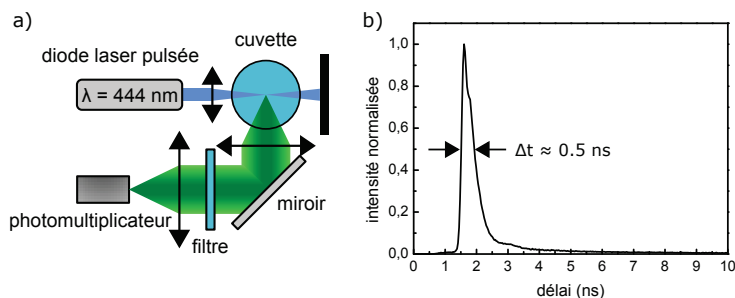 a)
cuvette
diode laser pulsée
λ = 444 nm
photomultiplicateur
filtre
miroir
b)
intensité normalisée
1,0
0,8
0,6
0,4
0,2
0,0
Δt ≈ 0.5 ns
0 1 2 3 4 5 6 7 8 9 10
délai (ns)